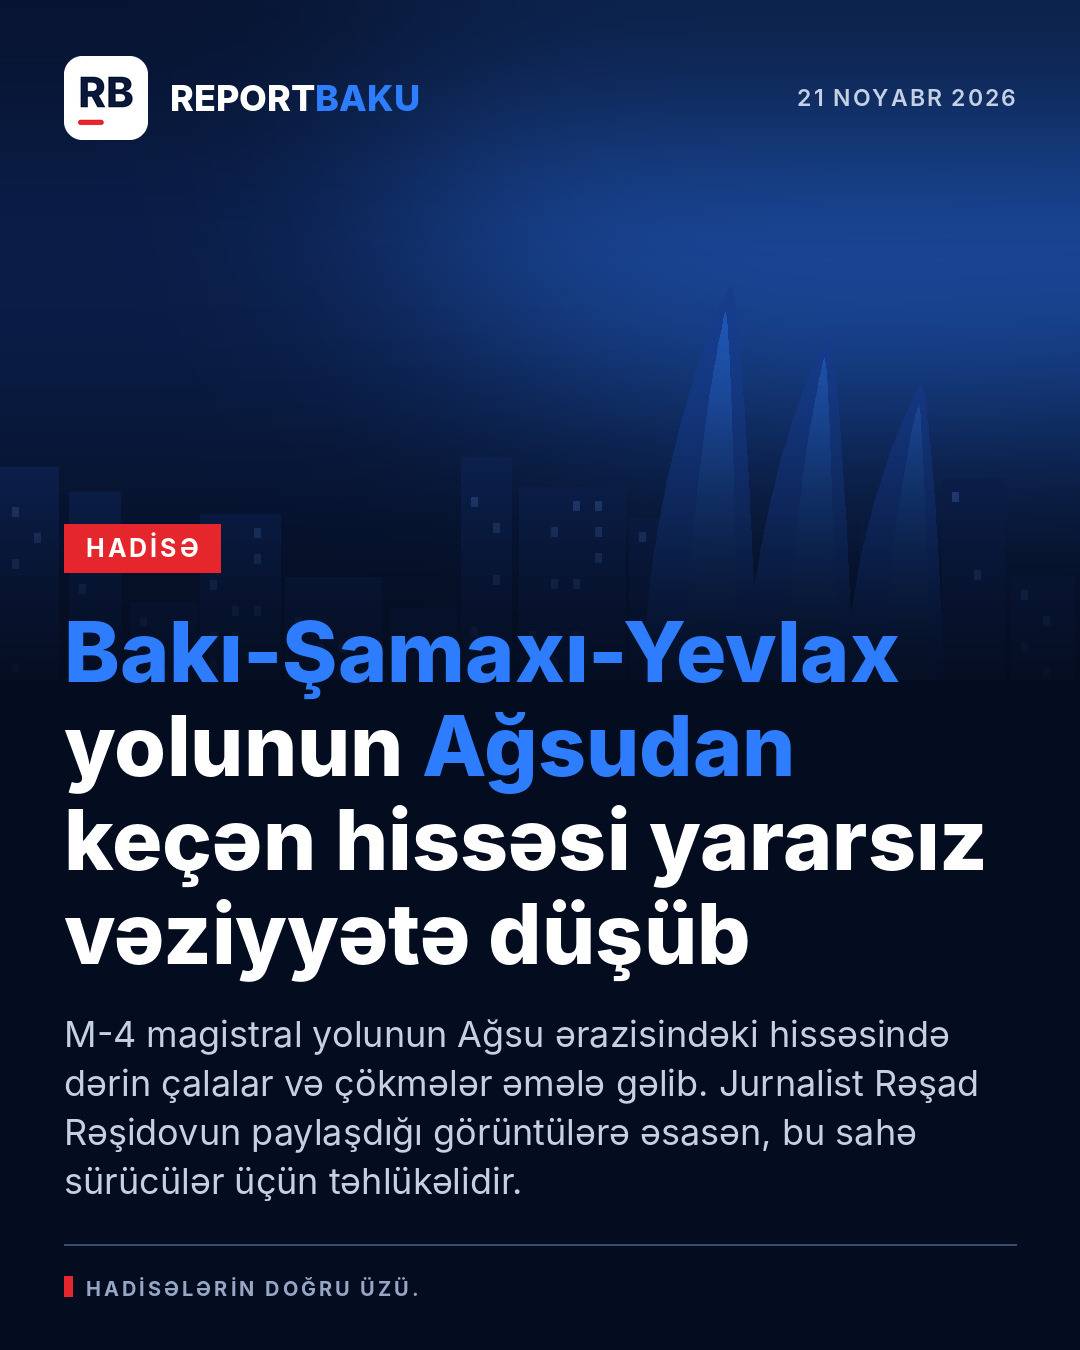 RB
REPORTBAKU
21 NOYABR 2026
HADİSƏ
Bakı-Şamaxı-Yevlax
yolunun Ağsudan
keçən hissəsi yararsız
vəziyyətə düşüb
M-4 magistral yolunun Ağsu ərazisindəki hissəsində
dərin çalalar və çökmələr əmələ gəlib. Jurnalist Rəşad
Rəşidovun paylaşdığı görüntülərə əsasən, bu sahə
sürücülər üçün təhlükəlidir.
HADİSƏLƏRİN DOĞRU ÜZÜ.